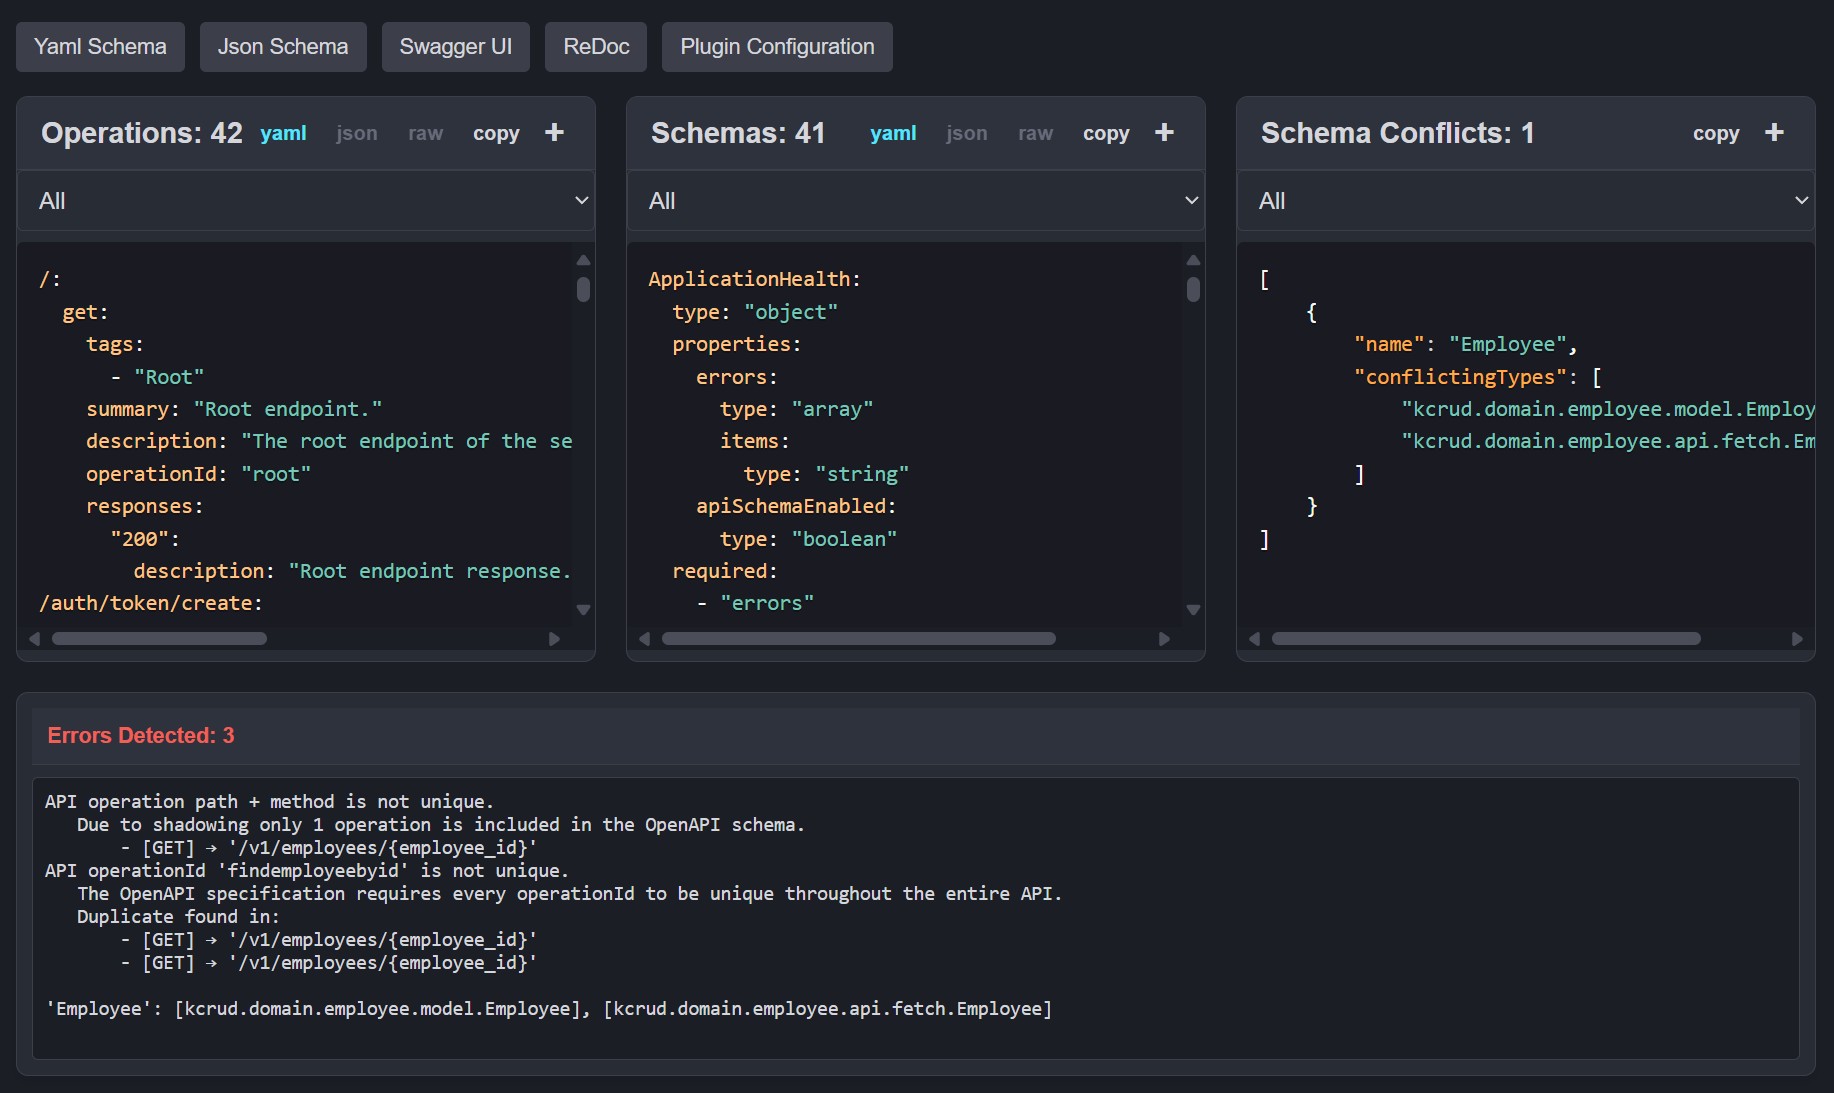 Yaml Schema
Json Schema
Swagger UI
ReDoc
Plugin Configuration
Operations: 42 yaml json raw copy +
All
/:
  get:
    tags:
      - "Root"
    summary: "Root endpoint."
    description: "The root endpoint of the se
    operationId: "root"
    responses:
      "200":
        description: "Root endpoint response.
/auth/token/create:
Schemas: 41 yaml json raw copy +
All
ApplicationHealth:
  type: "object"
  properties:
    errors:
      type: "array"
      items:
        type: "string"
    apiSchemaEnabled:
      type: "boolean"
  required:
    - "errors"
Schema Conflicts: 1 copy +
All
[
    {
        "name": "Employee",
        "conflictingTypes": [
            "kcrud.domain.employee.model.Employ
            "kcrud.domain.employee.api.fetch.Em
        ]
    }
]
Errors Detected: 3
API operation path + method is not unique.
   Due to shadowing only 1 operation is included in the OpenAPI schema.
       - [GET] → '/v1/employees/{employee_id}'
API operationId 'findemployeebyid' is not unique.
   The OpenAPI specification requires every operationId to be unique throughout the entire API.
   Duplicate found in:
       - [GET] → '/v1/employees/{employee_id}'
       - [GET] → '/v1/employees/{employee_id}'
'Employee': [kcrud.domain.employee.model.Employee], [kcrud.domain.employee.api.fetch.Employee]